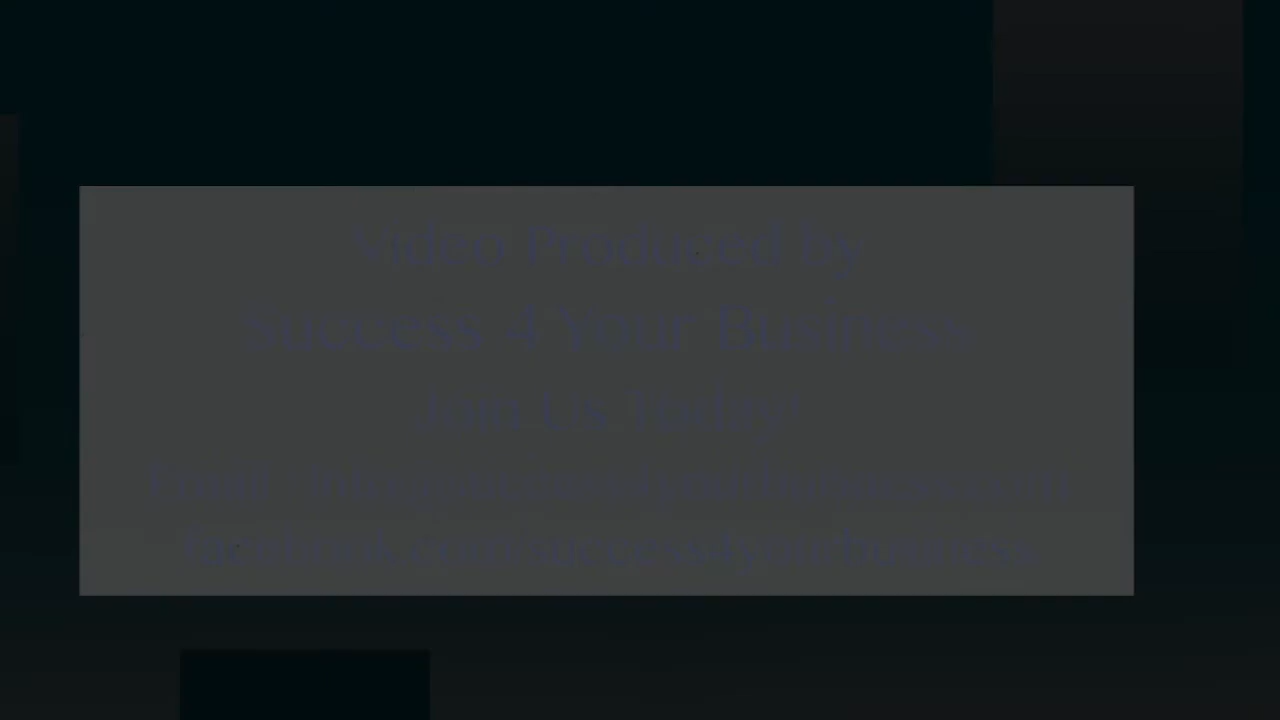 Video Produced by
Success 4 Your Business
Join Us Today!
Email
facebook.com/success4yourbusiness